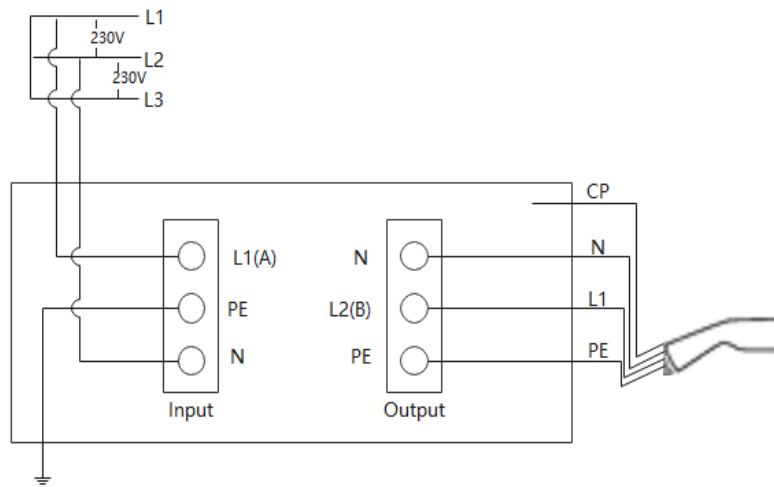 L1
230V
L2
230V
L3
CP
L1(A)
N
N
PE
L2(B)
L1
N
PE
PE
Input
Output